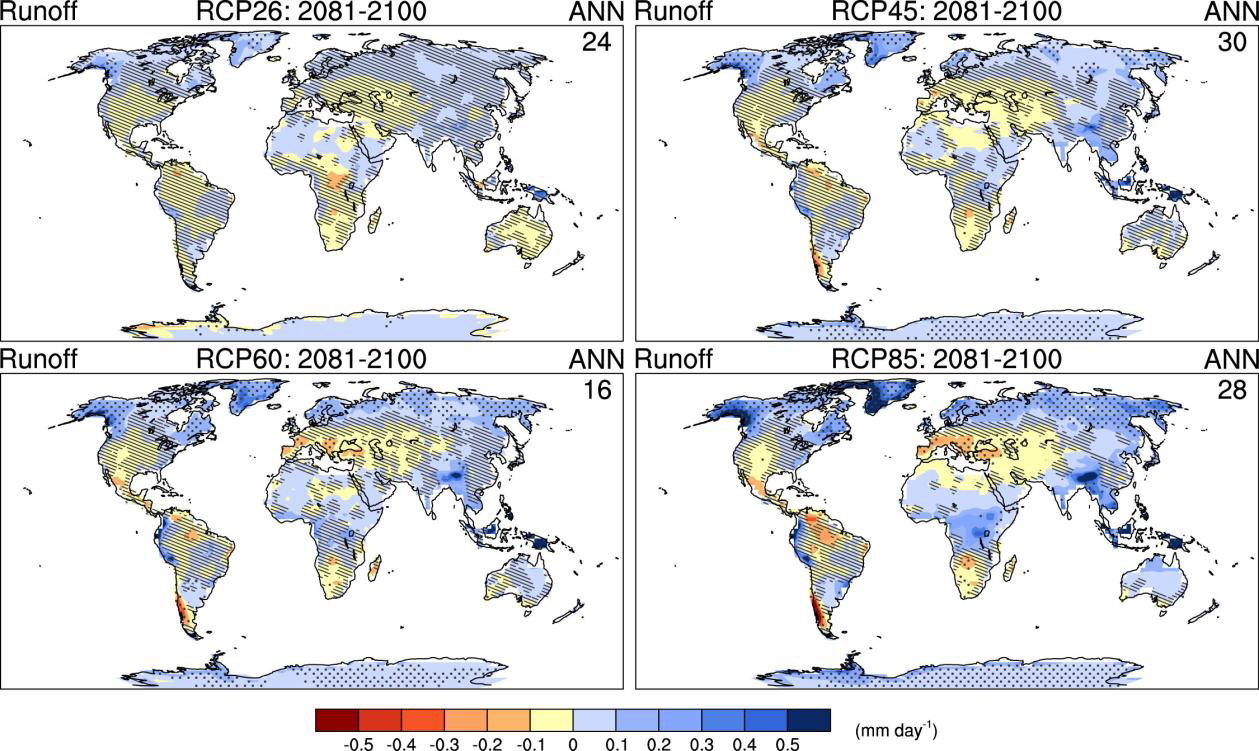 Runoff RCP26: 2081-2100 ANN
24
Runoff RCP45: 2081-2100 ANN
30
Runoff RCP60: 2081-2100 ANN
16
Runoff RCP85: 2081-2100 ANN
28
-0.5 -0.4 -0.3 -0.2 -0.1 0 0.1 0.2 0.3 0.4 0.5 (mm day⁻¹)